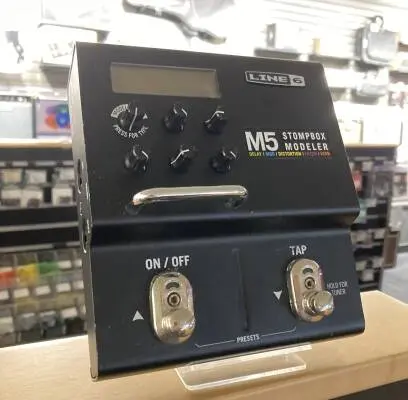 LINE 6
PRESS FOR TYPE
M5 STOMPBOX
MODELER
DELAY / MOD / DISTORTION / FILTER / VERB
ON / OFF
TAP
HOLD FOR
TUNER
PRESETS